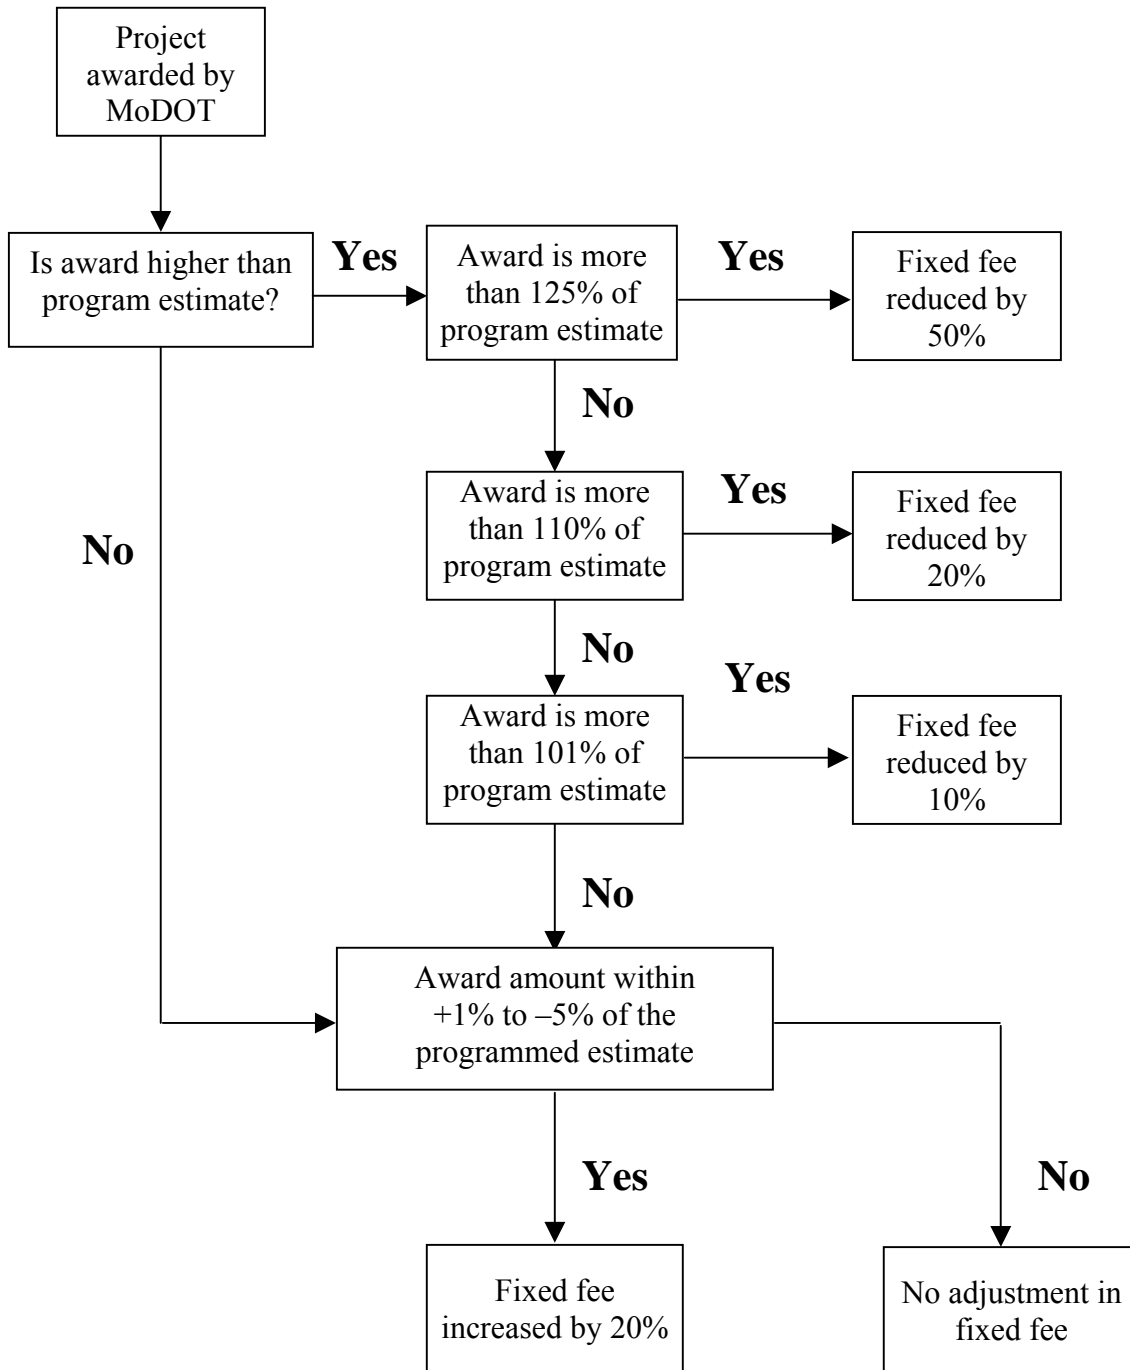 Project
awarded by
MoDOT
Is award higher than
program estimate?
Yes
Award is more
than 125% of
program estimate
Yes
Fixed fee
reduced by
50%
No
Award is more
than 110% of
program estimate
Yes
Fixed fee
reduced by
20%
No
No
Award is more
than 101% of
program estimate
Yes
Fixed fee
reduced by
10%
No
Award amount within
+1% to –5% of the
programmed estimate
Yes
No
Fixed fee
increased by 20%
No adjustment in
fixed fee